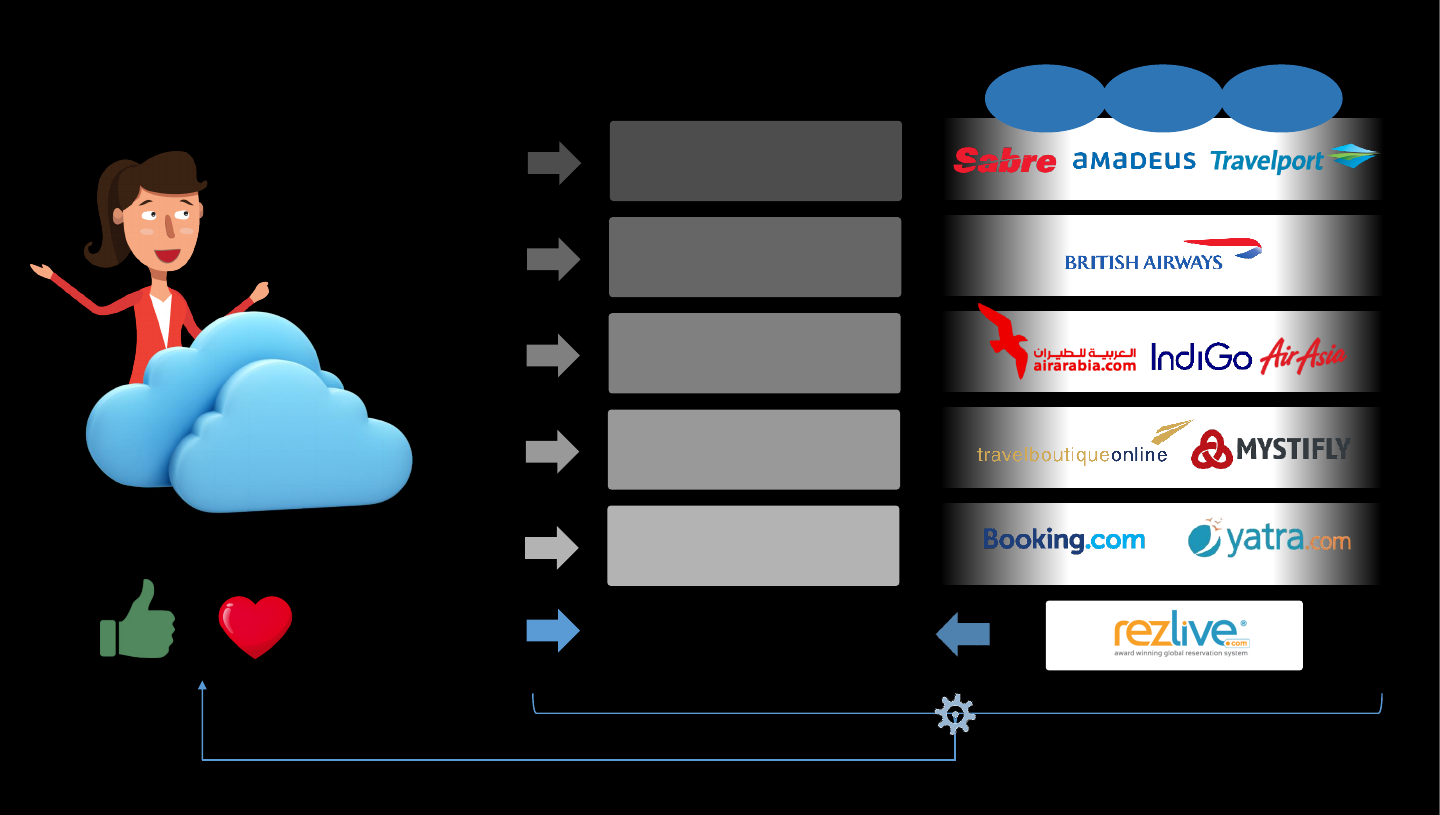 Sabre amadeus Travelport
BRITISH AIRWAYS
العربية للطيران
airarabia.com
IndiGo
AirAsia
travelboutiqueonline
MYSTIFLY
Booking.com
yatra.com
rezlive.com®
award winning global reservation system